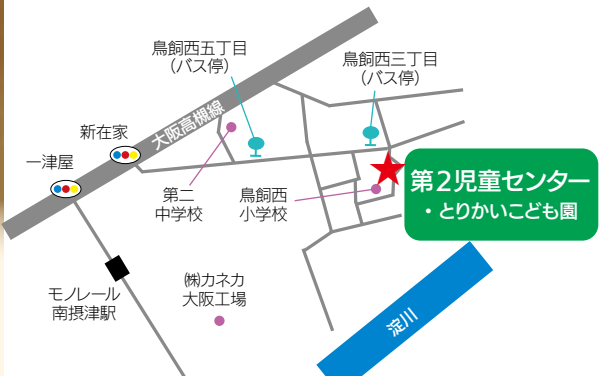 鳥飼西五丁目
（バス停）
鳥飼西三丁目
（バス停）
大阪高槻線
新在家
一津屋
第二
中学校
鳥飼西
小学校
第2児童センター
・とりかいこども園
モノレール
南摂津駅
㈱カネカ
大阪工場
淀川